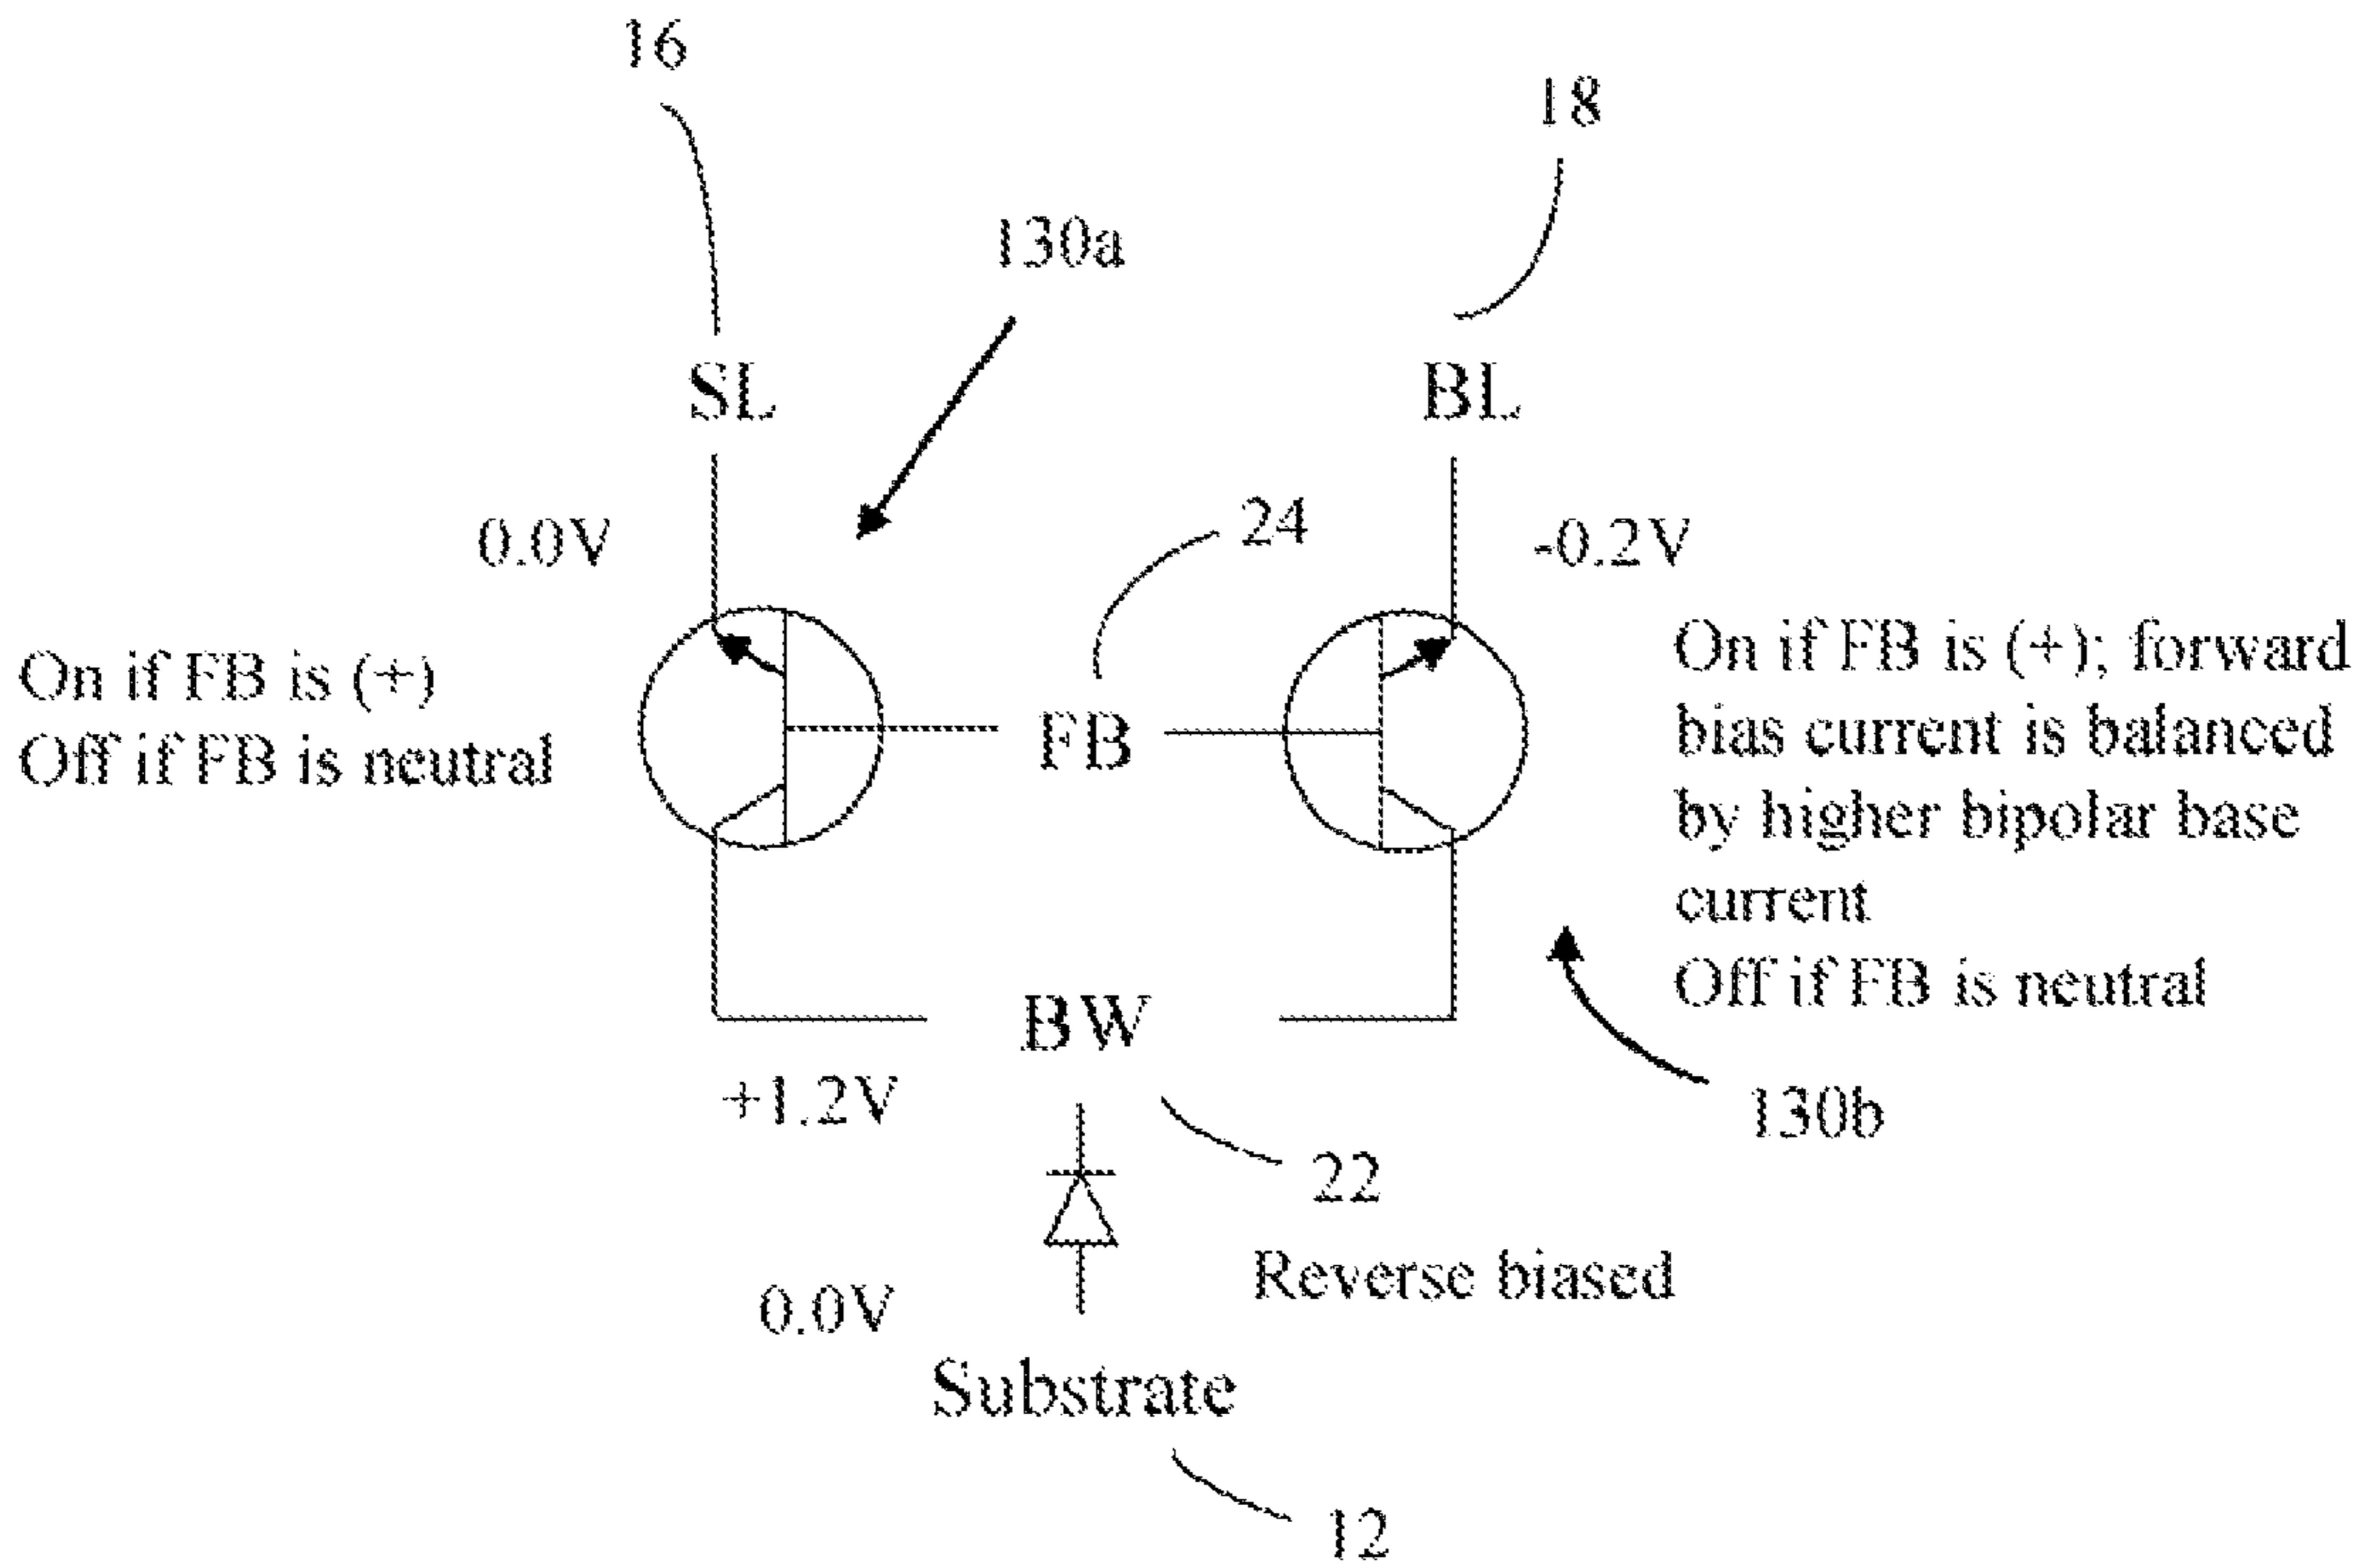 16
18
130a
SL
BL
0.0V
24
-0.2V
On if FB is (+)
Off if FB is neutral
FB
On if FB is (+); forward
bias current is balanced
by higher bipolar base
current
Off if FB is neutral
BW
+1.2V
130b
22
Reverse biased
0.0V
Substrate
12